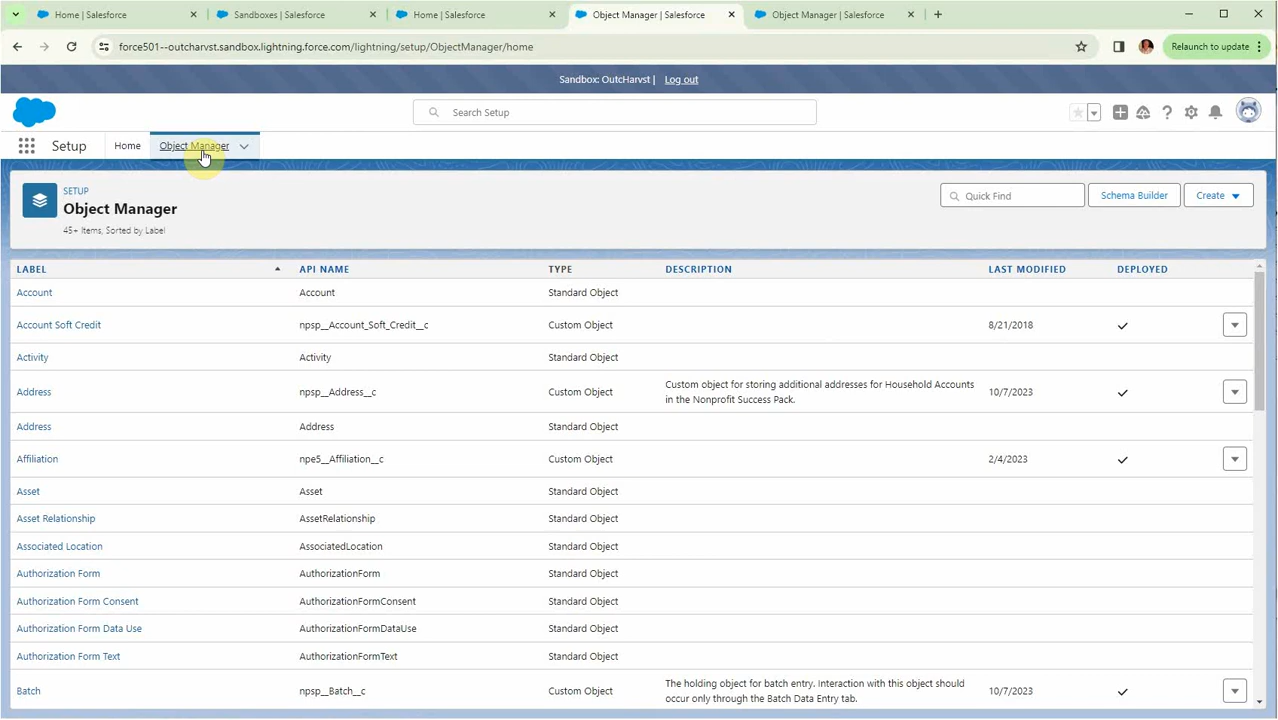 Home | Salesforce
Sandboxes | Salesforce
Home | Salesforce
Object Manager | Salesforce
Object Manager | Salesforce
force501--outcharvst.sandbox.lightning.force.com/lightning/setup/ObjectManager/home
Relaunch to update
Sandbox: OutcHarvst | Log out
Search Setup
Setup
Home
Object Manager
SETUP
Object Manager
45+ Items, Sorted by Label
Quick Find
Schema Builder
Create
LABEL API NAME TYPE DESCRIPTION LAST MODIFIED DEPLOYED
Account Account Standard Object
Account Soft Credit npsp__Account_Soft_Credit__c Custom Object 8/21/2018
Activity Activity Standard Object
Address npsp__Address__c Custom Object Custom object for storing additional addresses for Household Accounts 10/7/2023
in the Nonprofit Success Pack.
Address Address Standard Object
Affiliation npe5__Affiliation__c Custom Object 2/4/2023
Asset Asset Standard Object
Asset Relationship AssetRelationship Standard Object
Associated Location AssociatedLocation Standard Object
Authorization Form AuthorizationForm Standard Object
Authorization Form Consent AuthorizationFormConsent Standard Object
Authorization Form Data Use AuthorizationFormDataUse Standard Object
Authorization Form Text AuthorizationFormText Standard Object
Batch npsp__Batch__c Custom Object The holding object for batch entry. Interaction with this object should 10/7/2023
occur only through the Batch Data Entry tab.